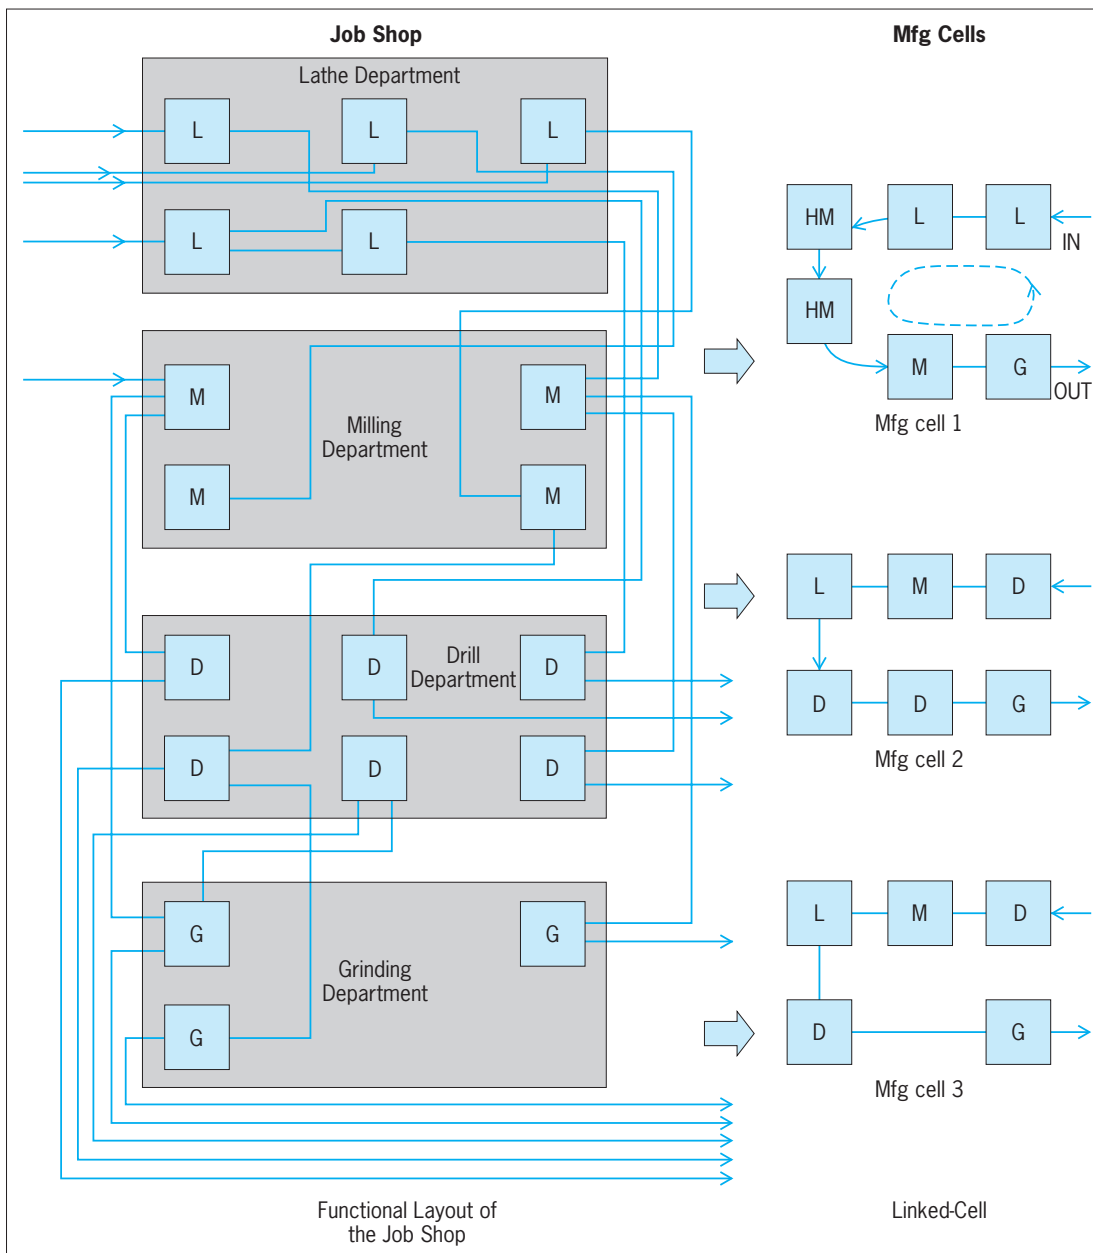 Job Shop
Mfg Cells
Lathe Department
L
L
L
L
L
HM
L
L
IN
HM
M
G
OUT
Mfg cell 1
M
M
Milling
Department
M
M
L
M
D
D
D
G
Mfg cell 2
D
D
Drill
Department
D
D
D
D
L
M
D
D
G
Mfg cell 3
G
G
Grinding
Department
G
Functional Layout of
the Job Shop
Linked-Cell